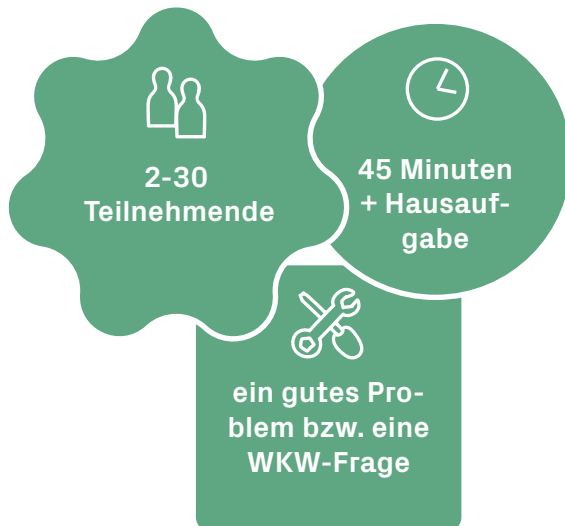 2-30
Teilnehmende
45 Minuten
+ Hausauf-
gabe
ein gutes Pro-
blem bzw. eine
WKW-Frage